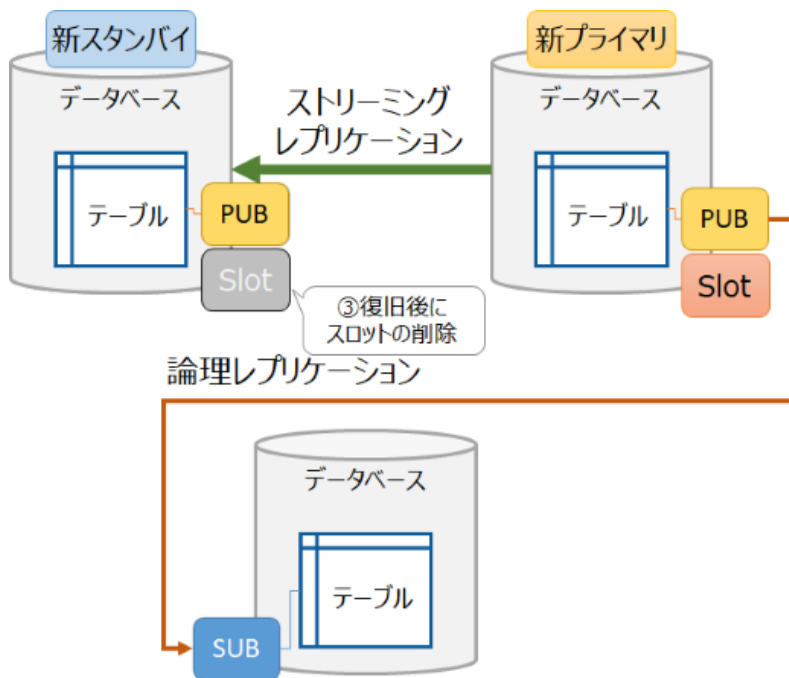 新スタンバイ
新プライマリ
データベース
データベース
ストリーミング
レプリケーション
テーブル
PUB
テーブル
PUB
Slot
Slot
③復旧後に
スロットの削除
論理レプリケーション
データベース
テーブル
SUB